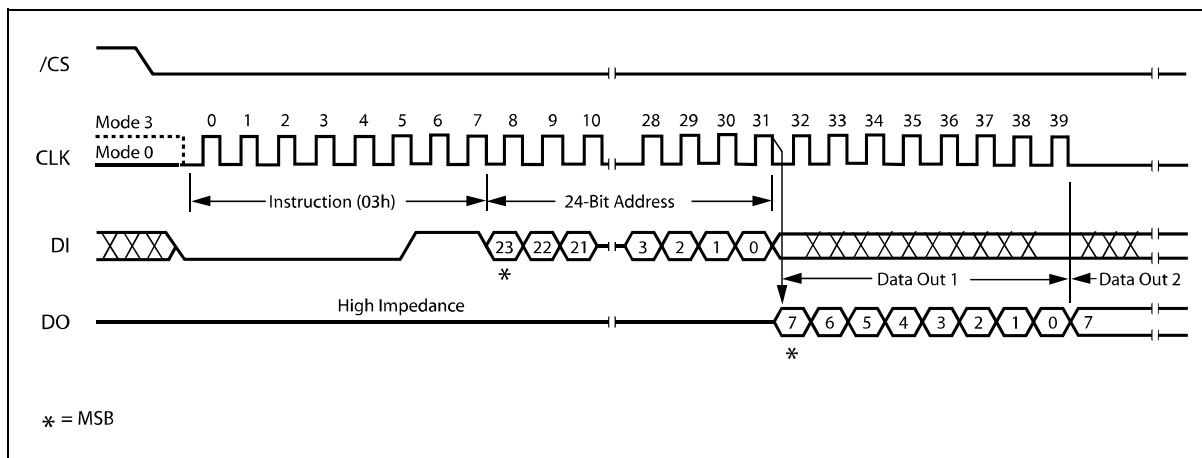 /CS
Mode 3
0 1 2 3 4 5 6 7 8 9 10 28 29 30 31 32 33 34 35 36 37 38 39
CLK
Mode 0
Instruction (03h) 24-Bit Address
DI
23 22 21 3 2 1 0
*
Data Out 1 Data Out 2
High Impedance
DO
7 6 5 4 3 2 1 0 7
*
* = MSB